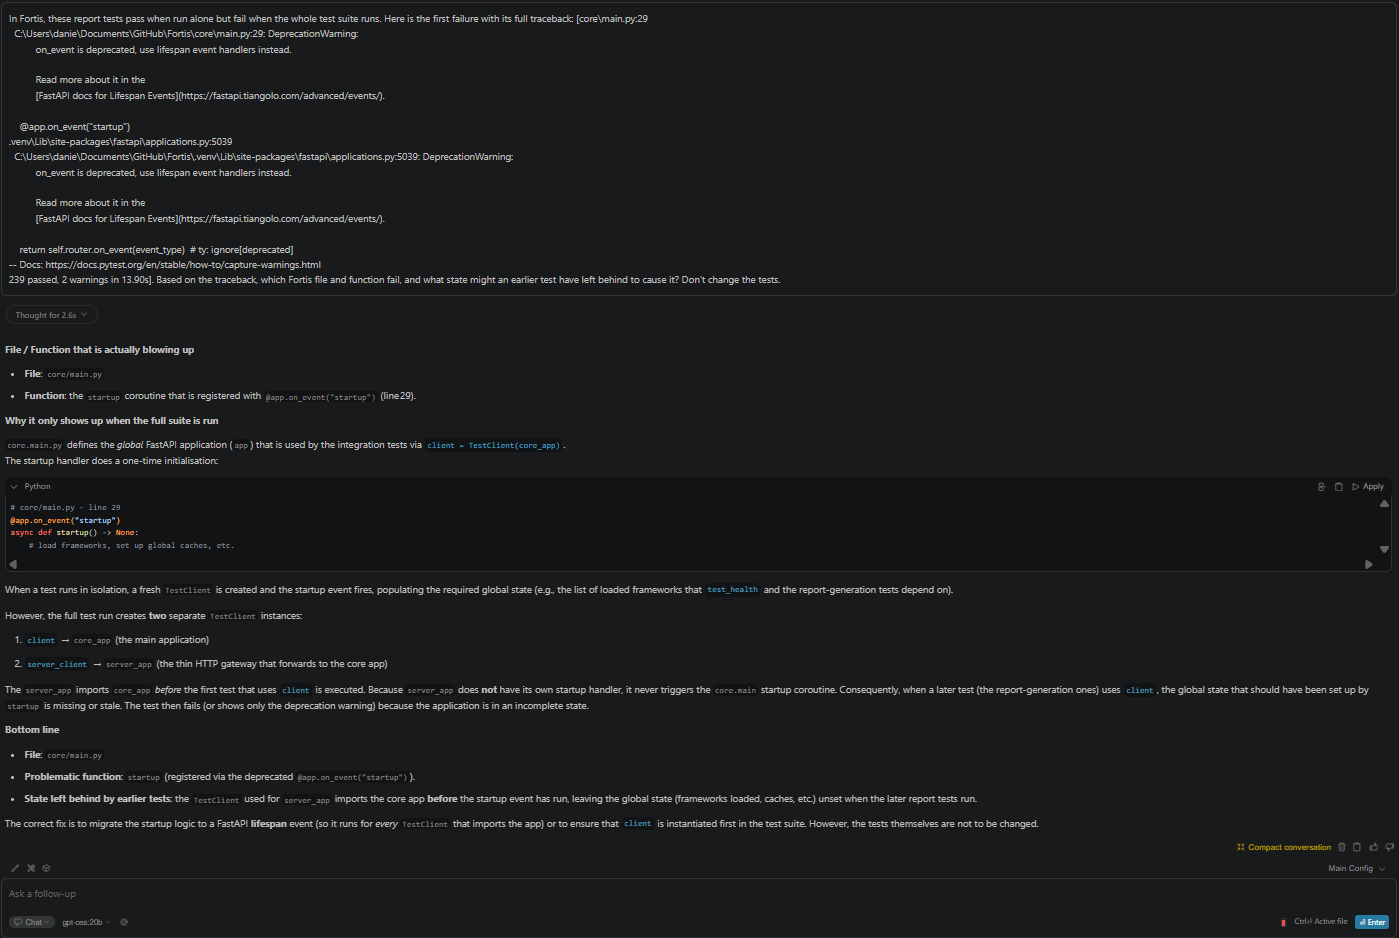 In Fortis, these report tests pass when run alone but fail when the whole test suite runs. Here is the first failure with its full traceback: [core\main.py:29
C:\Users\danie\Documents\GitHub\Fortis\core\main.py:29: DeprecationWarning:
on_event is deprecated, use lifespan event handlers instead.
Read more about it in the
[FastAPI docs for Lifespan Events](https://fastapi.tiangolo.com/advanced/events/).
@app.on_event("startup")
.venv\Lib\site-packages\fastapi\applications.py:5039
C:\Users\danie\Documents\GitHub\Fortis\.venv\Lib\site-packages\fastapi\applications.py:5039: DeprecationWarning:
on_event is deprecated, use lifespan event handlers instead.
Read more about it in the
[FastAPI docs for Lifespan Events](https://fastapi.tiangolo.com/advanced/events/).
return self.router.on_event(event_type)  # ty: ignore[deprecated]
-- Docs: https://docs.pytest.org/en/stable/how-to/capture-warnings.html
239 passed, 2 warnings in 13.90s]. Based on the traceback, which Fortis file and function fail, and what state might an earlier test have left behind to cause it? Don't change the tests.
Thought for 2.6s
File / Function that is actually blowing up
• File: core/main.py
• Function: the startup coroutine that is registered with @app.on_event("startup") (line 29).
Why it only shows up when the full suite is run
core.main.py defines the global FastAPI application ( app ) that is used by the integration tests via client = TestClient(core_app) .
The startup handler does a one-time initialisation:
Python
Apply
# core/main.py – line 29
@app.on_event("startup")
async def startup() -> None:
# load frameworks, set up global caches, etc.
When a test runs in isolation, a fresh TestClient is created and the startup event fires, populating the required global state (e.g., the list of loaded frameworks that test_health and the report-generation tests depend on).
However, the full test run creates two separate TestClient instances:
1. client → core_app (the main application)
2. server_client → server_app (the thin HTTP gateway that forwards to the core app)
The server_app imports core_app before the first test that uses client is executed. Because server_app does not have its own startup handler, it never triggers the core.main startup coroutine. Consequently, when a later test (the report-generation ones) uses client , the global state that should have been set up by
startup is missing or stale. The test then fails (or shows only the deprecation warning) because the application is in an incomplete state.
Bottom line
• File: core/main.py
• Problematic function: startup (registered via the deprecated @app.on_event("startup") ).
• State left behind by earlier tests: the TestClient used for server_app imports the core app before the startup event has run, leaving the global state (frameworks loaded, caches, etc.) unset when the later report tests run.
The correct fix is to migrate the startup logic to a FastAPI lifespan event (so it runs for every TestClient that imports the app) or to ensure that client is instantiated first in the test suite. However, the tests themselves are not to be changed.
Compact conversation
Main Config
Ask a follow-up
Chat
gpt-oss:20b
@
Ctrl⏎ Active file
⏎ Enter